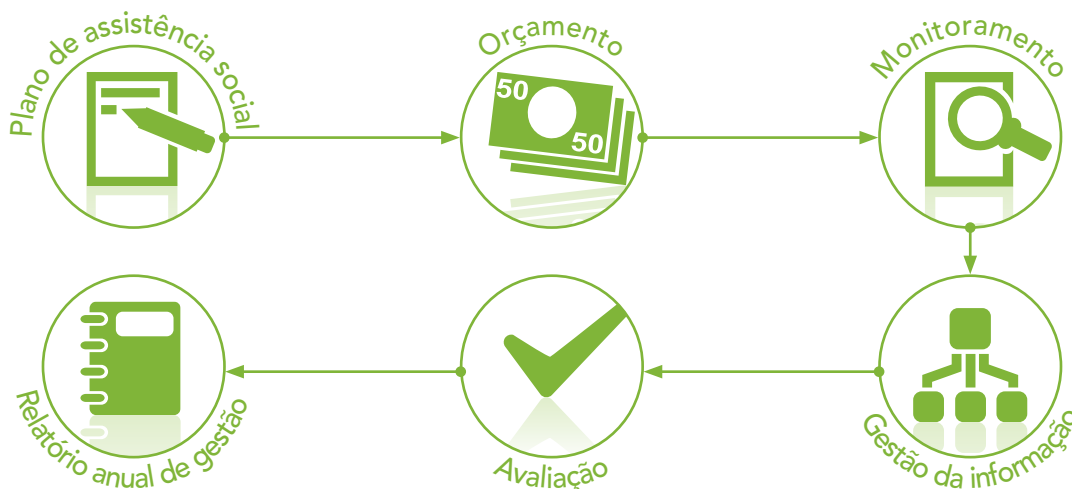 Plano de assistência social
Orçamento
50
50
Monitoramento
Relatório anual de gestão
Avaliação
Gestão da informação